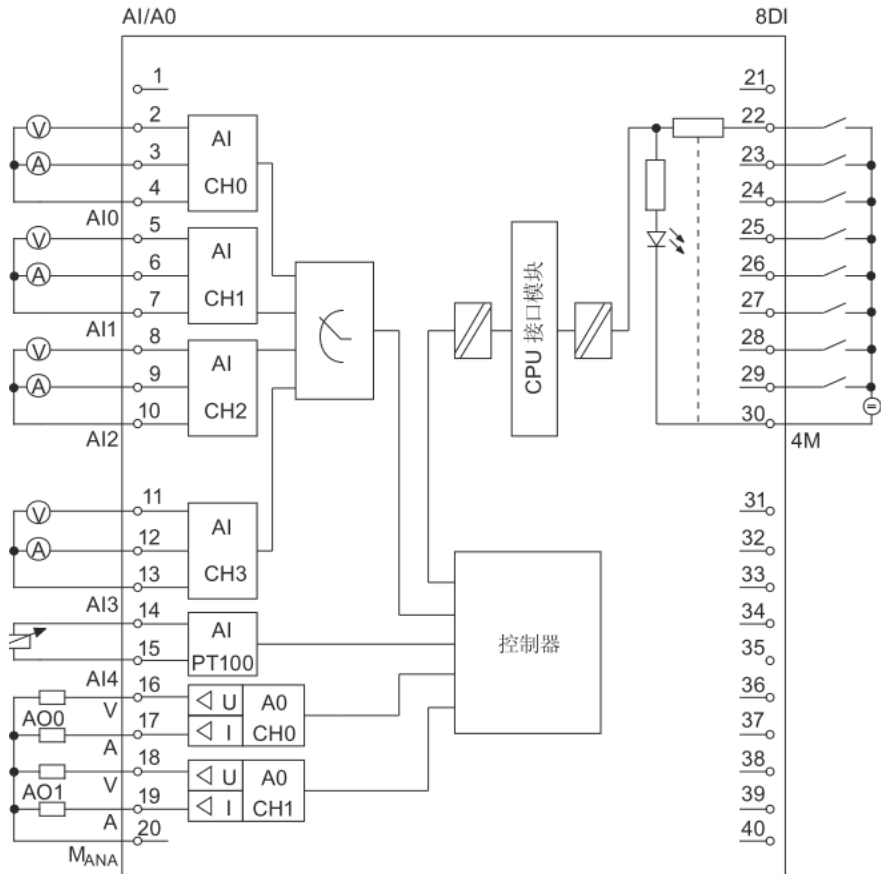 AI/A0
8DI
1
21
2
22
V
AI
3
23
A
CH0
4
24
AI0
5
25
V
AI
6
26
A
CH1
7
27
AI1
8
28
V
AI
9
29
A
CH2
10
30
AI2
4M
CPU 接口模块
11
31
V
AI
12
32
A
CH3
13
33
AI3
14
34
AI
控制器
15
35
PT100
AI4
16
36
V
U
A0
AO0
17
37
I
CH0
A
18
38
V
U
A0
AO1
19
39
I
CH1
A
20
40
MANA